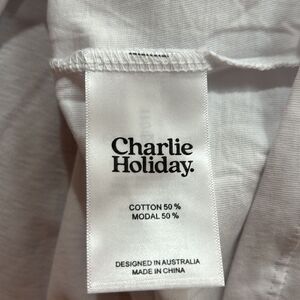 Charlie
Holiday.
COTTON 50 %
MODAL 50 %
DESIGNED IN AUSTRALIA
MADE IN CHINA